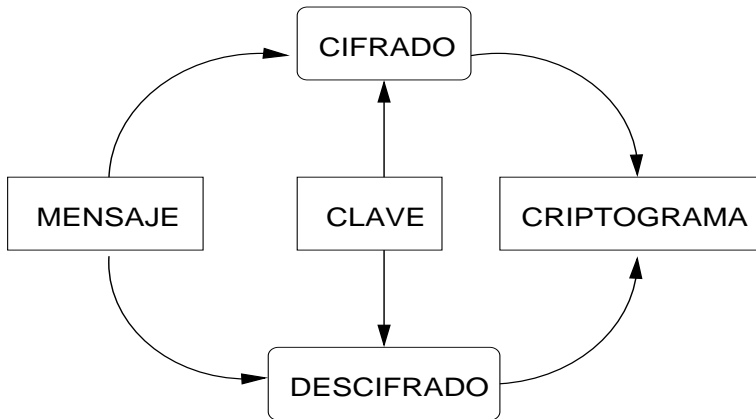 CIFRADO
MENSAJE
CLAVE
CRIPTOGRAMA
DESCIFRADO